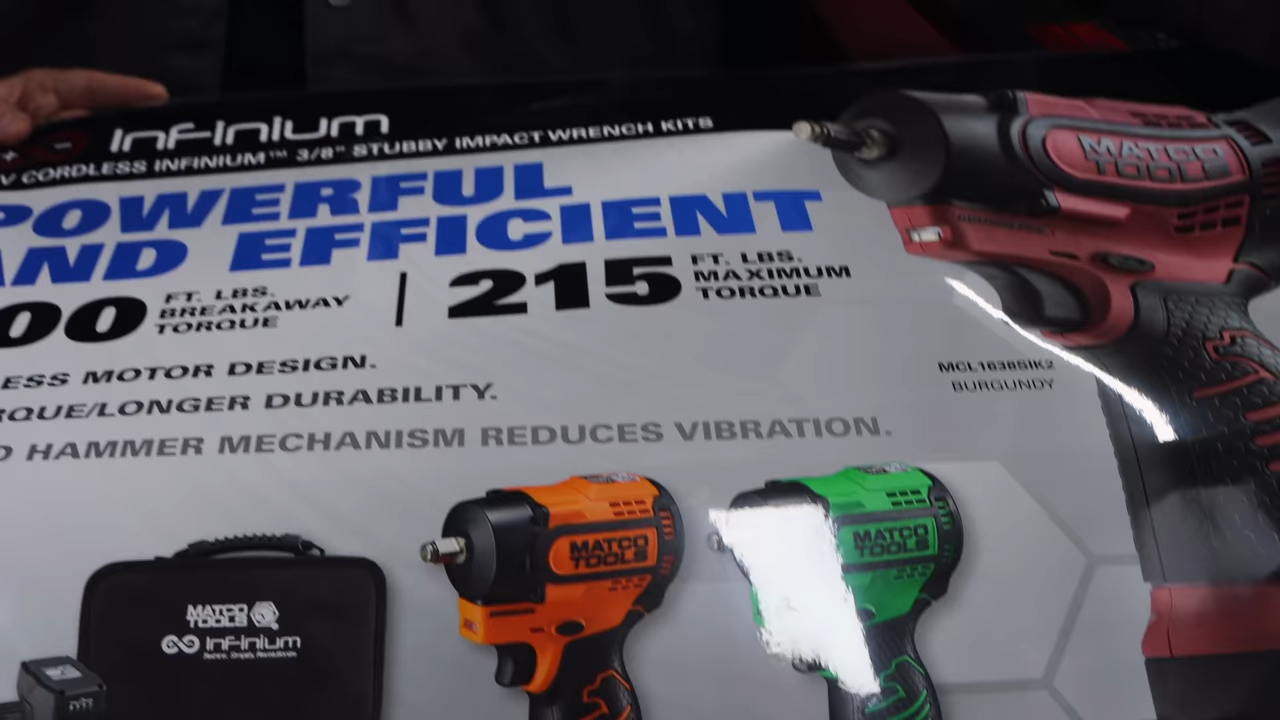 infinium
V CORDLESS INFINIUM™ 3/8" STUBBY IMPACT WRENCH KITS
POWERFUL
AND EFFICIENT
00 FT. LBS. BREAKAWAY TORQUE | 215 FT. LBS. MAXIMUM TORQUE
ESS MOTOR DESIGN.
RQUE/LONGER DURABILITY.
D HAMMER MECHANISM REDUCES VIBRATION.
MATCO
TOOLS
MCL1638SIK2
BURGUNDY
MATCO
TOOLS
MATCO
TOOLS
MATCO
TOOLS
infinium